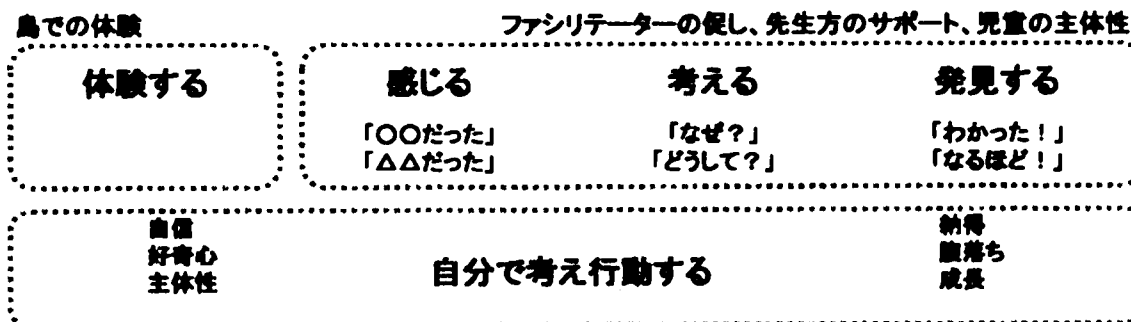 島での体験
ファシリテーターの促し、先生方のサポート、児童の主体性
体験する
感じる
考える
発見する
「○○だった」
「なぜ？」
「わかった！」
「△△だった」
「どうして？」
「なるほど！」
自信
好奇心
主体性
自分で考え行動する
納得
腹落ち
成長